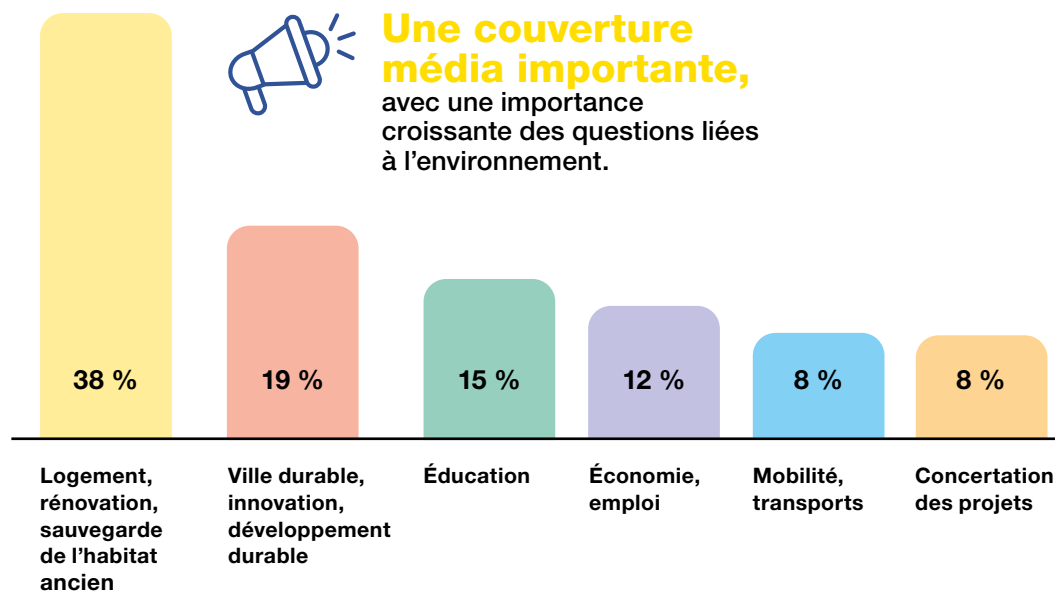 Une couverture
média importante,
avec une importance
croissante des questions liées
à l’environnement.
38 %
19 %
15 %
12 %
8 %
8 %
Logement,
rénovation,
sauvegarde
de l’habitat
ancien
Ville durable,
innovation,
développement
durable
Éducation
Économie,
emploi
Mobilité,
transports
Concertation
des projets